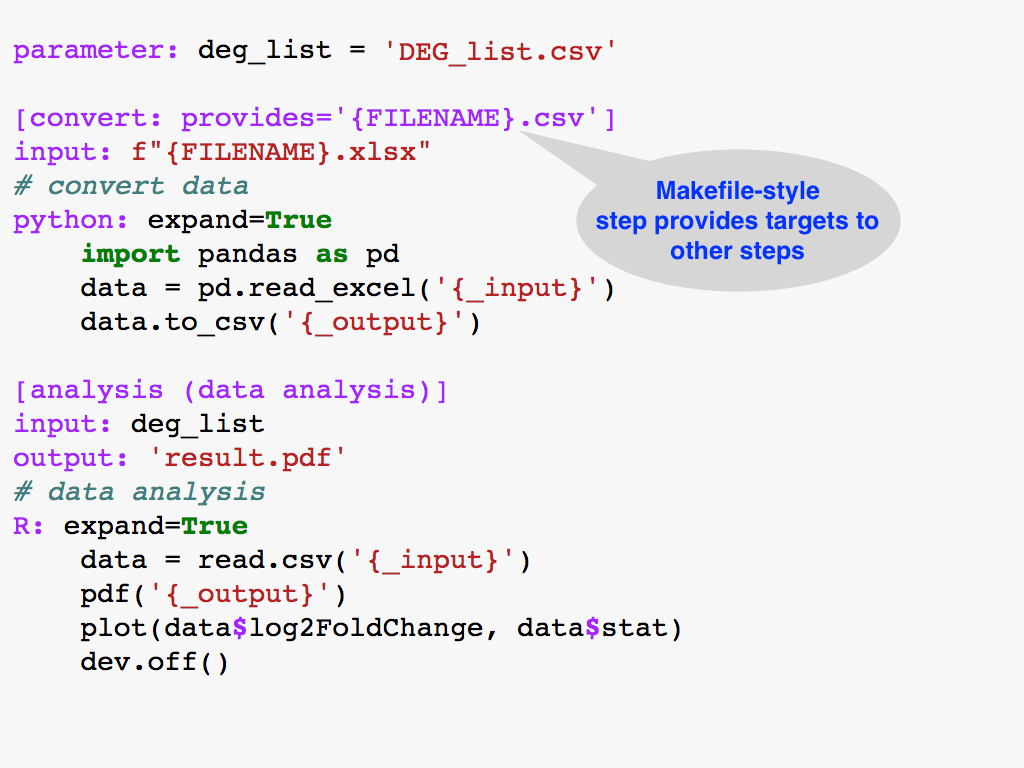 parameter: deg_list = 'DEG_list.csv'
[convert: provides='{FILENAME}.csv']
input: f"{FILENAME}.xlsx"
# convert data
python: expand=True
    import pandas as pd
    data = pd.read_excel('{_input}')
    data.to_csv('{_output}')
Makefile-style
step provides targets to
other steps
[analysis (data analysis)]
input: deg_list
output: 'result.pdf'
# data analysis
R: expand=True
    data = read.csv('{_input}')
    pdf('{_output}')
    plot(data$log2FoldChange, data$stat)
    dev.off()